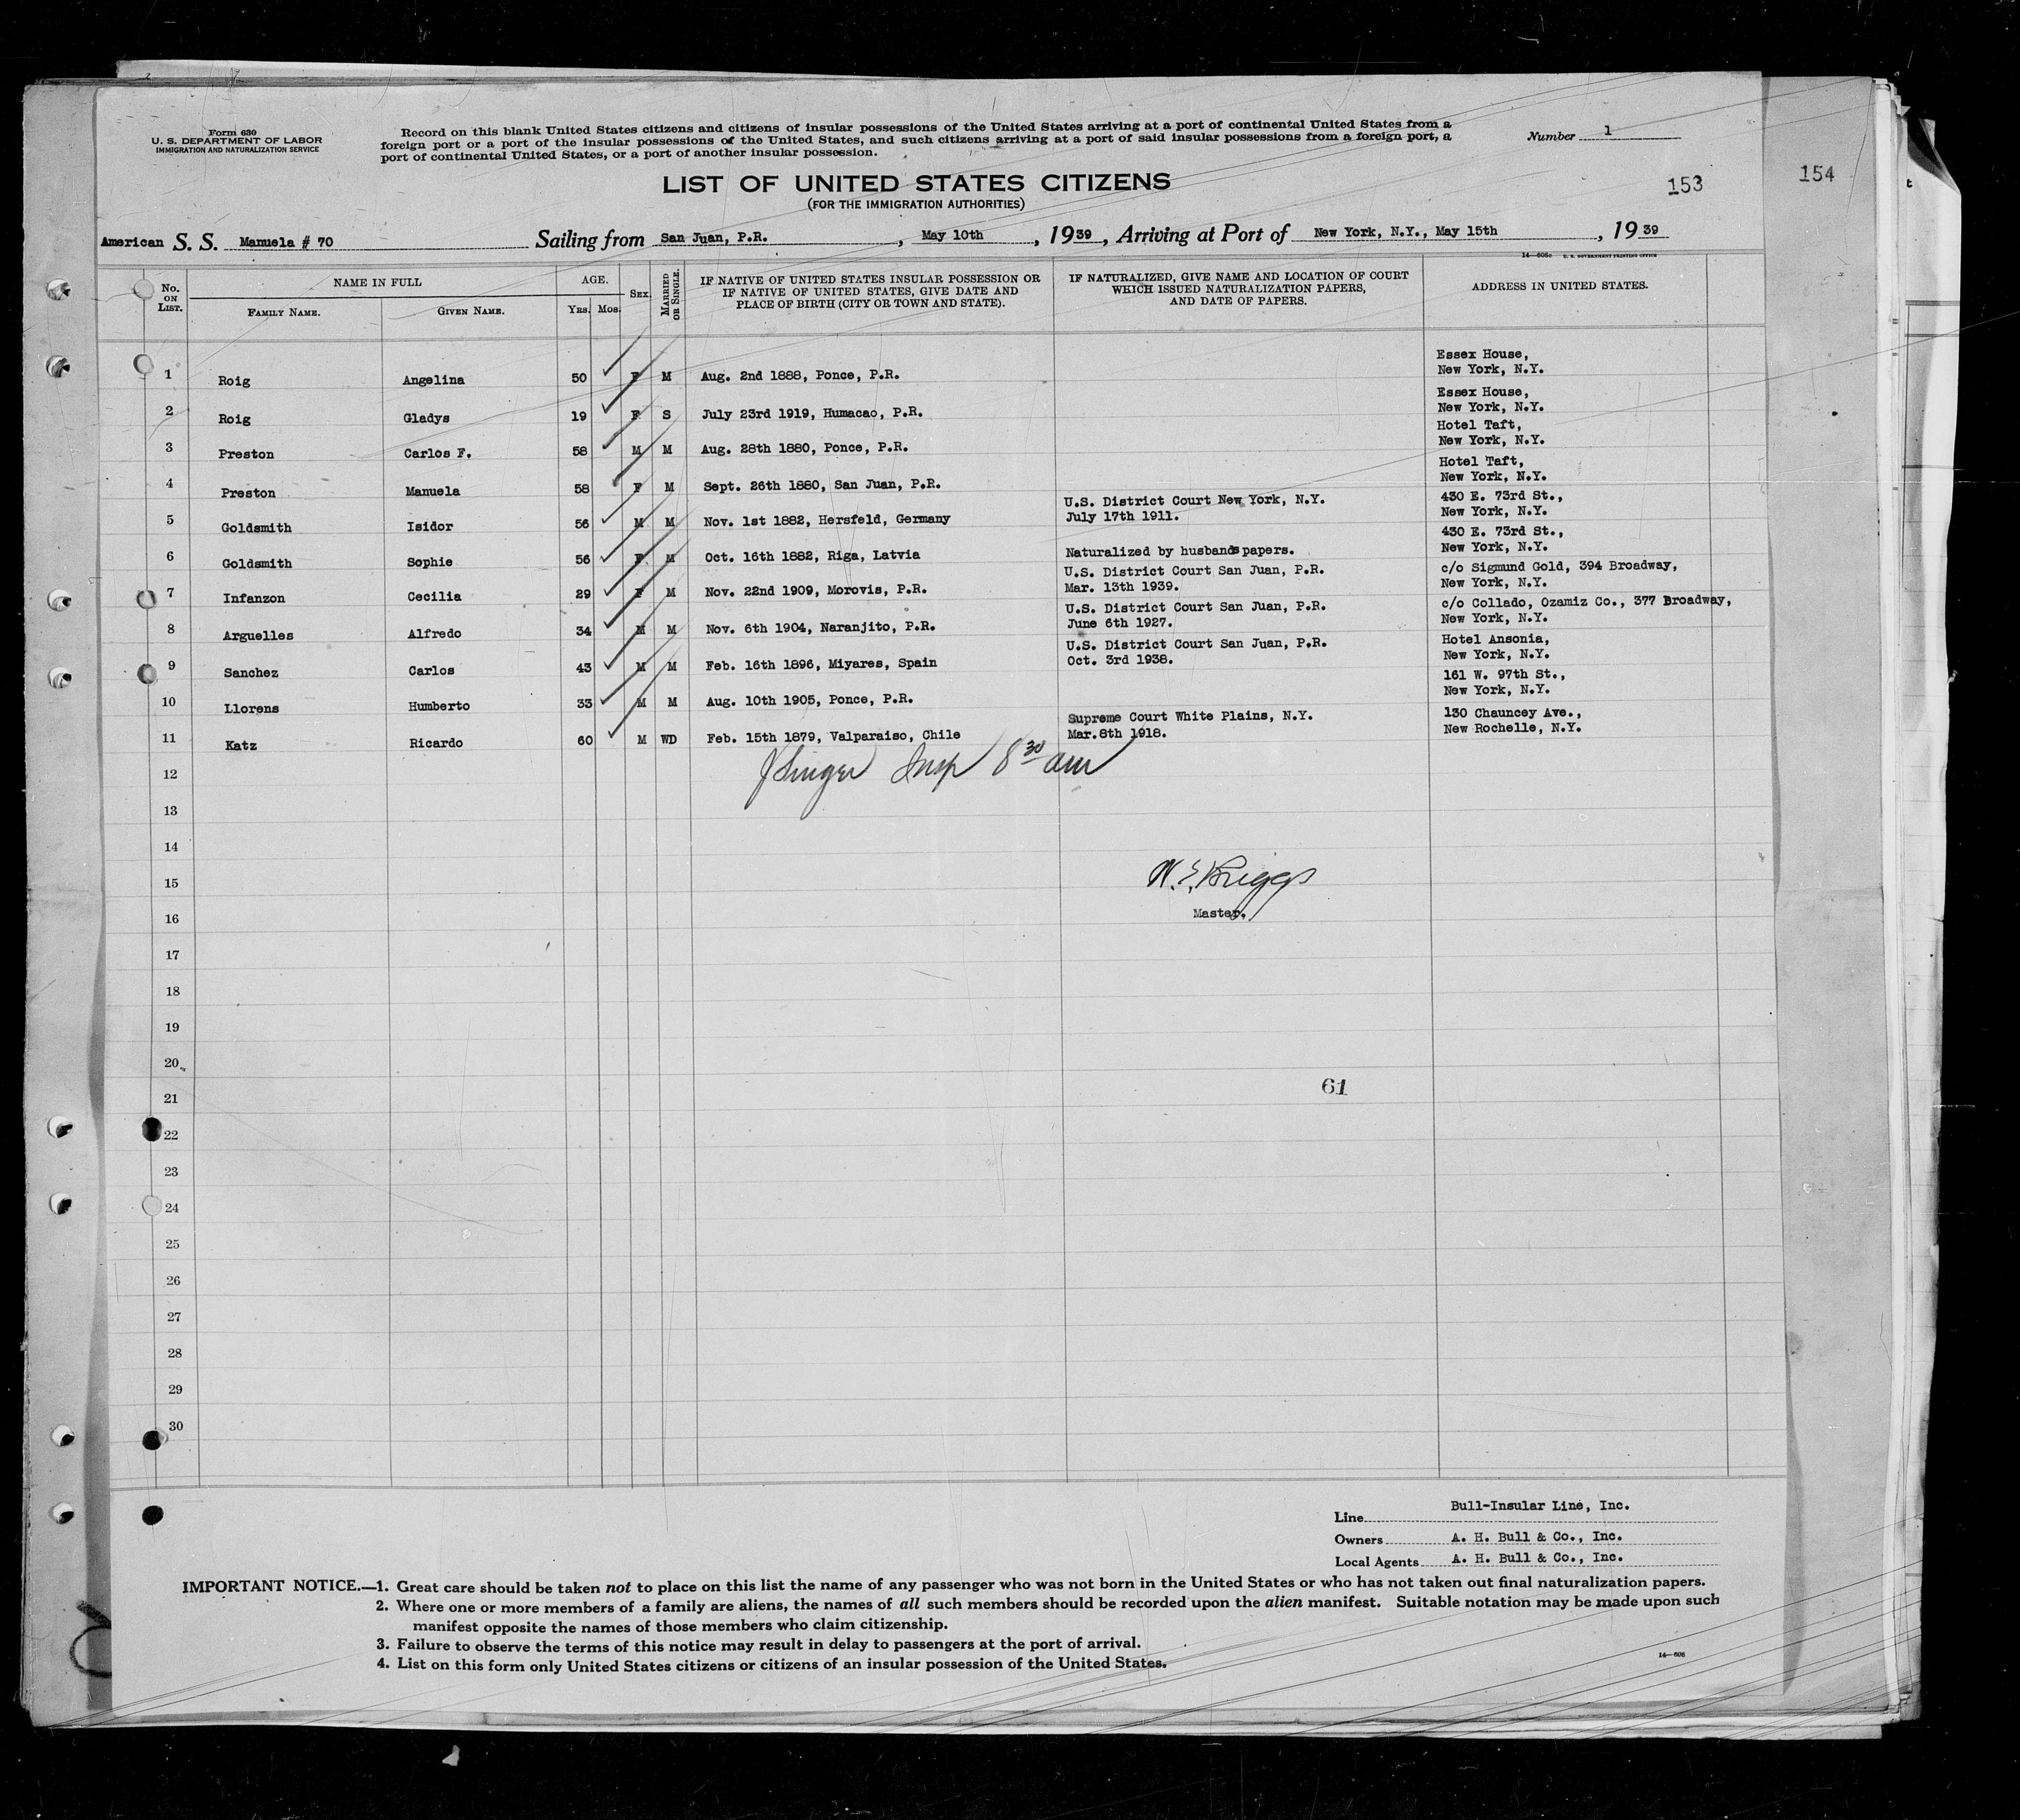 Form 630
U. S. DEPARTMENT OF LABOR
IMMIGRATION AND NATURALIZATION SERVICE
Record on this blank United States citizens and citizens of insular possessions of the United States arriving at a port of continental United States from a
foreign port or a port of the insular possessions of the United States, and such citizens arriving at a port of said insular possessions from a foreign port, a
port of continental United States, or a port of another insular possession.
Number 1
LIST OF UNITED STATES CITIZENS
(FOR THE IMMIGRATION AUTHORITIES)
153
154
American S. S. Manuela # 70 Sailing from San Juan, P.R., May 10th, 1939, Arriving at Port of New York, N.Y., May 15th, 1939
14—606c U. S. GOVERNMENT PRINTING OFFICE
No. ON LIST.
NAME IN FULL
FAMILY NAME.
GIVEN NAME.
AGE.
YRS. MOS.
SEX.
MARRIED OR SINGLE.
IF NATIVE OF UNITED STATES INSULAR POSSESSION OR
IF NATIVE OF UNITED STATES, GIVE DATE AND
PLACE OF BIRTH (CITY OR TOWN AND STATE).
IF NATURALIZED, GIVE NAME AND LOCATION OF COURT
WHICH ISSUED NATURALIZATION PAPERS,
AND DATE OF PAPERS.
ADDRESS IN UNITED STATES.
Essex House,
1 Roig Angelina 50 F M Aug. 2nd 1888, Ponce, P.R. New York, N.Y.
Essex House,
2 Roig Gladys 19 F S July 23rd 1919, Humacao, P.R. New York, N.Y.
Hotel Taft,
3 Preston Carlos F. 58 M M Aug. 28th 1880, Ponce, P.R. New York, N.Y.
Hotel Taft,
4 Preston Manuela 58 F M Sept. 26th 1880, San Juan, P.R. New York, N.Y.
U.S. District Court New York, N.Y. 430 E. 73rd St.,
5 Goldsmith Isidor 56 M M Nov. 1st 1882, Hersfeld, Germany July 17th 1911. New York, N.Y.
430 E. 73rd St.,
6 Goldsmith Sophie 56 F M Oct. 16th 1882, Riga, Latvia Naturalized by husbands papers. New York, N.Y.
U.S. District Court San Juan, P.R. c/o Sigmund Gold, 394 Broadway,
7 Infanzon Cecilia 29 F M Nov. 22nd 1909, Morovis, P.R. Mar. 13th 1939. New York, N.Y.
U.S. District Court San Juan, P.R. c/o Collado, Ozamiz Co., 377 Broadway,
8 Arguelles Alfredo 34 M M Nov. 6th 1904, Naranjito, P.R. June 6th 1927. New York, N.Y.
U.S. District Court San Juan, P.R. Hotel Ansonia,
9 Sanchez Carlos 43 M M Feb. 16th 1896, Miyares, Spain Oct. 3rd 1938. New York, N.Y.
161 W. 97th St.,
10 Llorens Humberto 33 M M Aug. 10th 1905, Ponce, P.R. New York, N.Y.
Supreme Court White Plains, N.Y. 130 Chauncey Ave.,
11 Katz Ricardo 60 M WD Feb. 15th 1879, Valparaiso, Chile Mar.8th 1918. New Rochelle, N.Y.
12 Insp 8 30 am
13
14
15 W. E. Briggs
16 Master.
17
18
19
20
61
21
22
23
24
25
26
27
28
29
30
Line Bull-Insular Line, Inc.
Owners A. H. Bull & Co., Inc.
Local Agents A. H. Bull & Co., Inc.
IMPORTANT NOTICE.—1. Great care should be taken not to place on this list the name of any passenger who was not born in the United States or who has not taken out final naturalization papers.
2. Where one or more members of a family are aliens, the names of all such members should be recorded upon the alien manifest. Suitable notation may be made upon such
manifest opposite the names of those members who claim citizenship.
3. Failure to observe the terms of this notice may result in delay to passengers at the port of arrival.
4. List on this form only United States citizens or citizens of an insular possession of the United States.
14—606